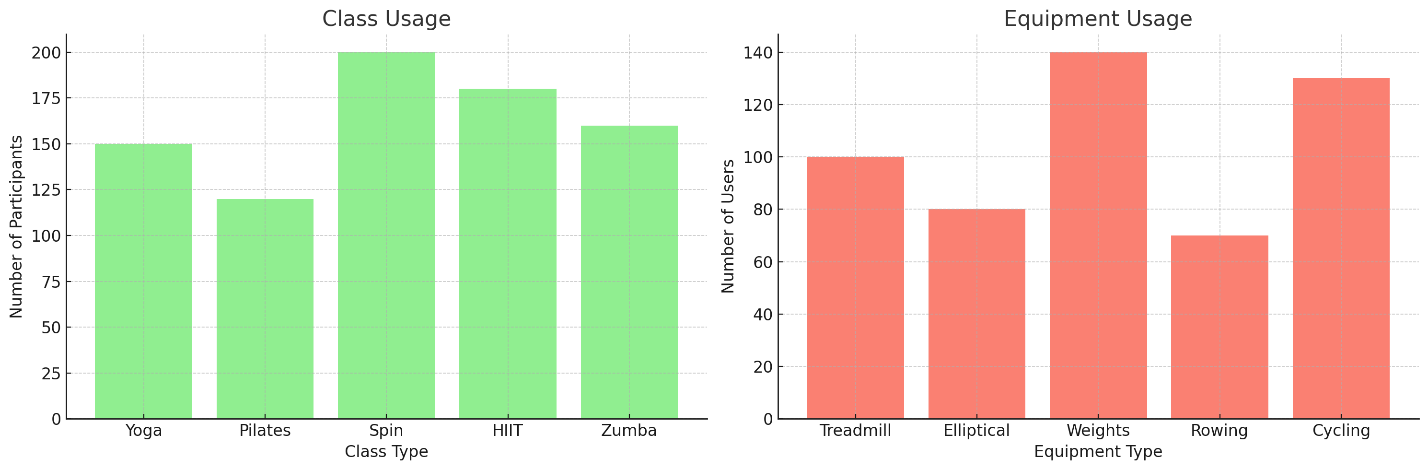 Class Usage
Number of Participants
200
175
150
125
100
75
50
25
0
Yoga Pilates Spin HIIT Zumba
Class Type
Equipment Usage
Number of Users
140
120
100
80
60
40
20
0
Treadmill Elliptical Weights Rowing Cycling
Equipment Type